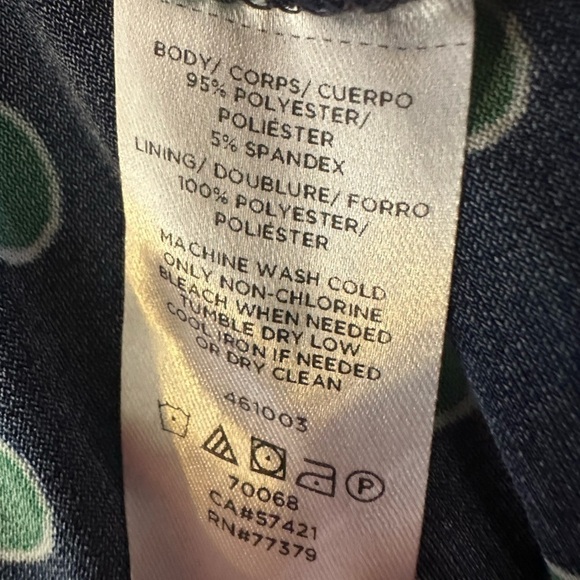 BODY/ CORPS/ CUERPO
95% POLYESTER/
POLIÉSTER
5% SPANDEX
LINING/ DOUBLURE/ FORRO
100% POLYESTER/
POLIÉSTER
MACHINE WASH COLD
ONLY NON-CHLORINE
BLEACH WHEN NEEDED
TUMBLE DRY LOW
COOL IRON IF NEEDED
OR DRY CLEAN
461003
P
70068
CA#57421
RN#77379